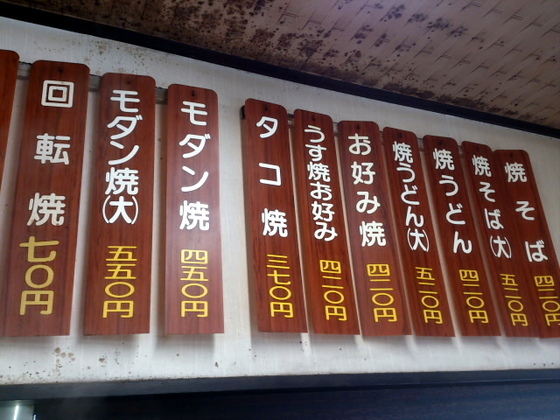 焼そば 四二〇円
焼そば(大) 五二〇円
焼うどん 四二〇円
焼うどん(大) 五二〇円
お好み焼 四二〇円
うす焼お好み 四二〇円
タコ焼 三七〇円
モダン焼 四五〇円
モダン焼(大) 五五〇円
回転焼 七〇円